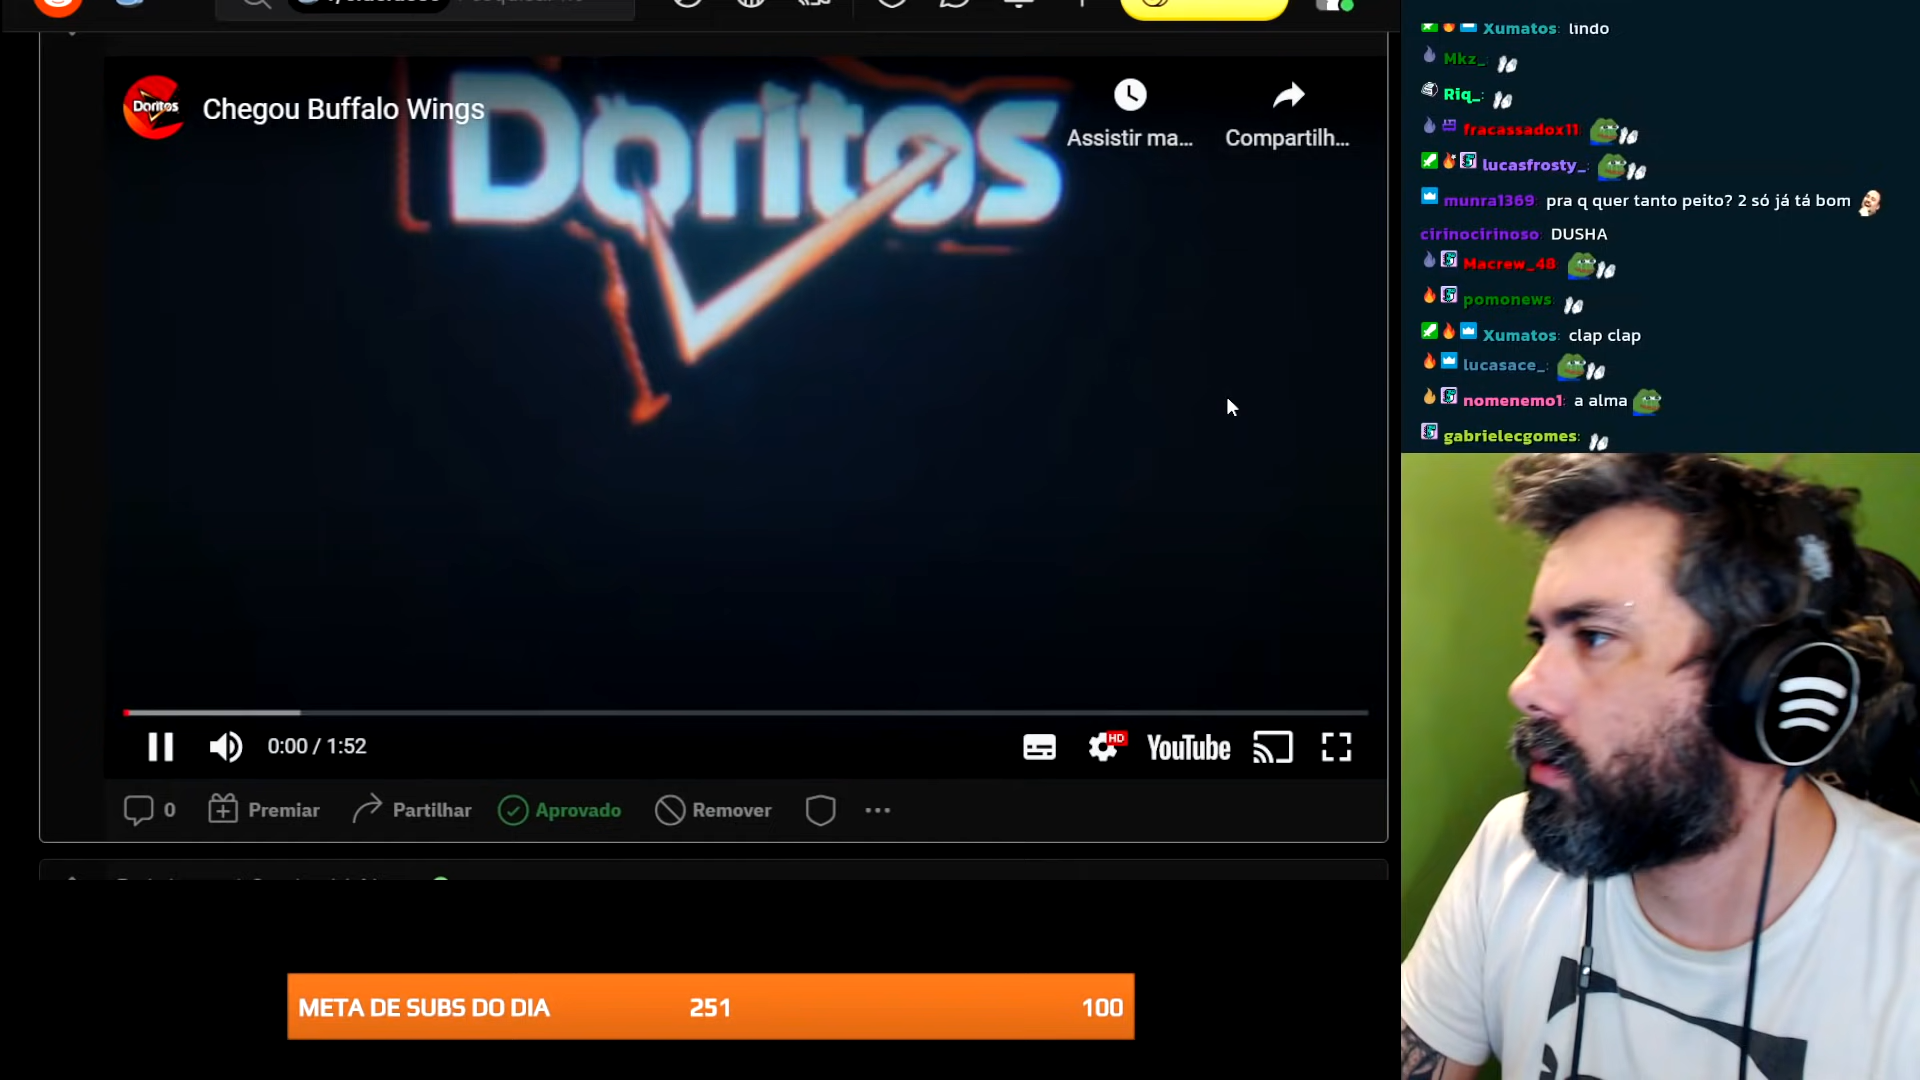 Doritos
Chegou Buffalo Wings
Doritos
Assistir ma...
Compartilh...
0:00 / 1:52
HD
YouTube
0
Premiar
Partilhar
Aprovado
Remover
META DE SUBS DO DIA
251
100
Xumatos: lindo
Mkz_:
Riq_:
fracassadox11
lucasfrosty_:
munra1369: pra q quer tanto peito? 2 só já tá bom
cirinocirinoso: DUSHA
Macrew_48
pomonews:
Xumatos: clap clap
lucasace_:
nomenemo1: a alma
gabrielecgomes: